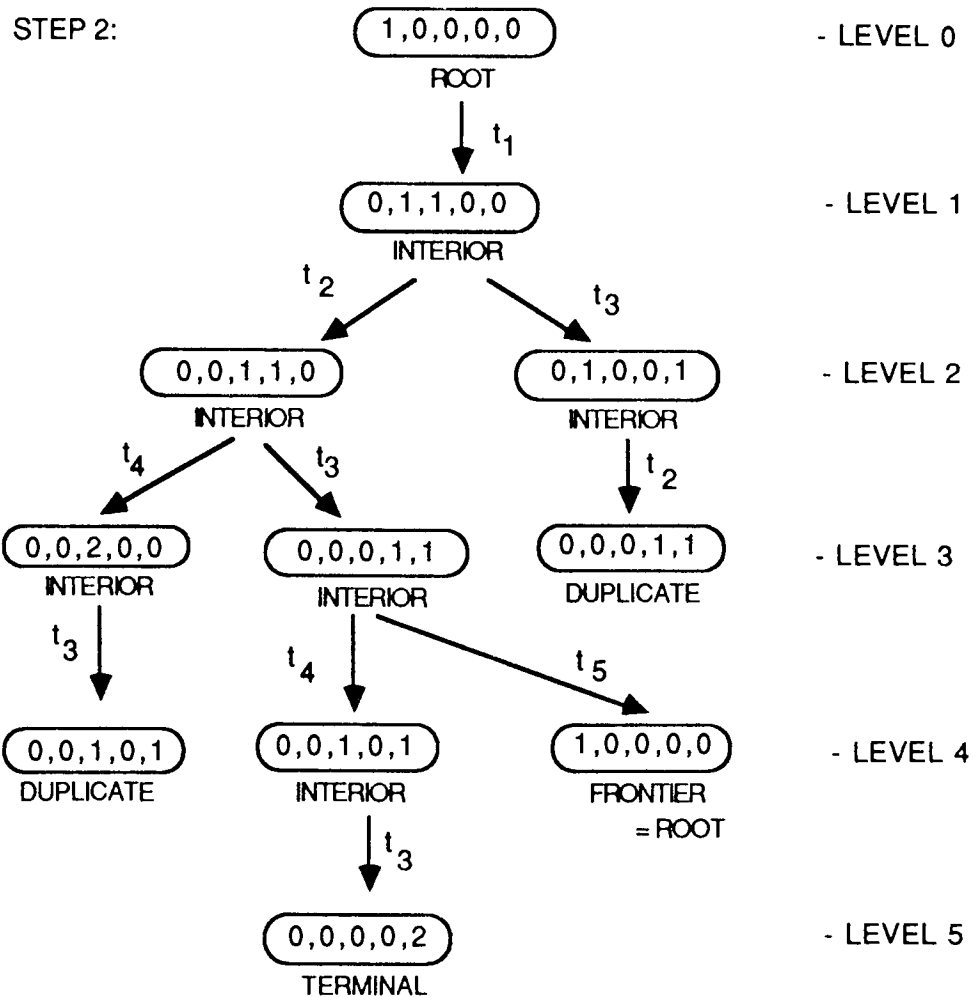 STEP 2:
1,0,0,0,0
- LEVEL 0
ROOT
t1
0,1,1,0,0
- LEVEL 1
INTERIOR
t2
t3
0,0,1,1,0
0,1,0,0,1
- LEVEL 2
INTERIOR
INTERIOR
t4
t3
t2
0,0,2,0,0
0,0,0,1,1
0,0,0,1,1
- LEVEL 3
INTERIOR
INTERIOR
DUPLICATE
t3
t4
t5
0,0,1,0,1
0,0,1,0,1
1,0,0,0,0
- LEVEL 4
DUPLICATE
INTERIOR
FRONTIER
= ROOT
t3
0,0,0,0,2
- LEVEL 5
TERMINAL